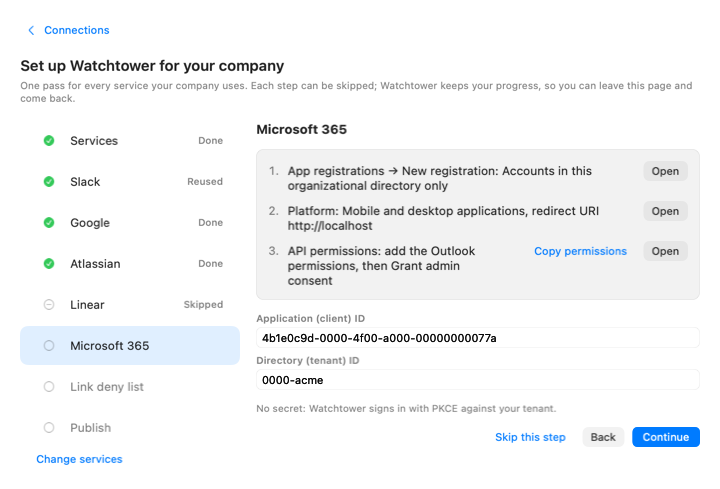 Connections
Set up Watchtower for your company
One pass for every service your company uses. Each step can be skipped; Watchtower keeps your progress, so you can leave this page and
come back.
Services Done
Slack Reused
Google Done
Atlassian Done
Linear Skipped
Microsoft 365
Link deny list
Publish
Change services
Microsoft 365
1. App registrations → New registration: Accounts in this
organizational directory only
Open
2. Platform: Mobile and desktop applications, redirect URI
http://localhost
Open
3. API permissions: add the Outlook
permissions, then Grant admin
consent
Copy permissions Open
Application (client) ID
4b1e0c9d-0000-4f00-a000-00000000077a
Directory (tenant) ID
0000-acme
No secret: Watchtower signs in with PKCE against your tenant.
Skip this step Back Continue